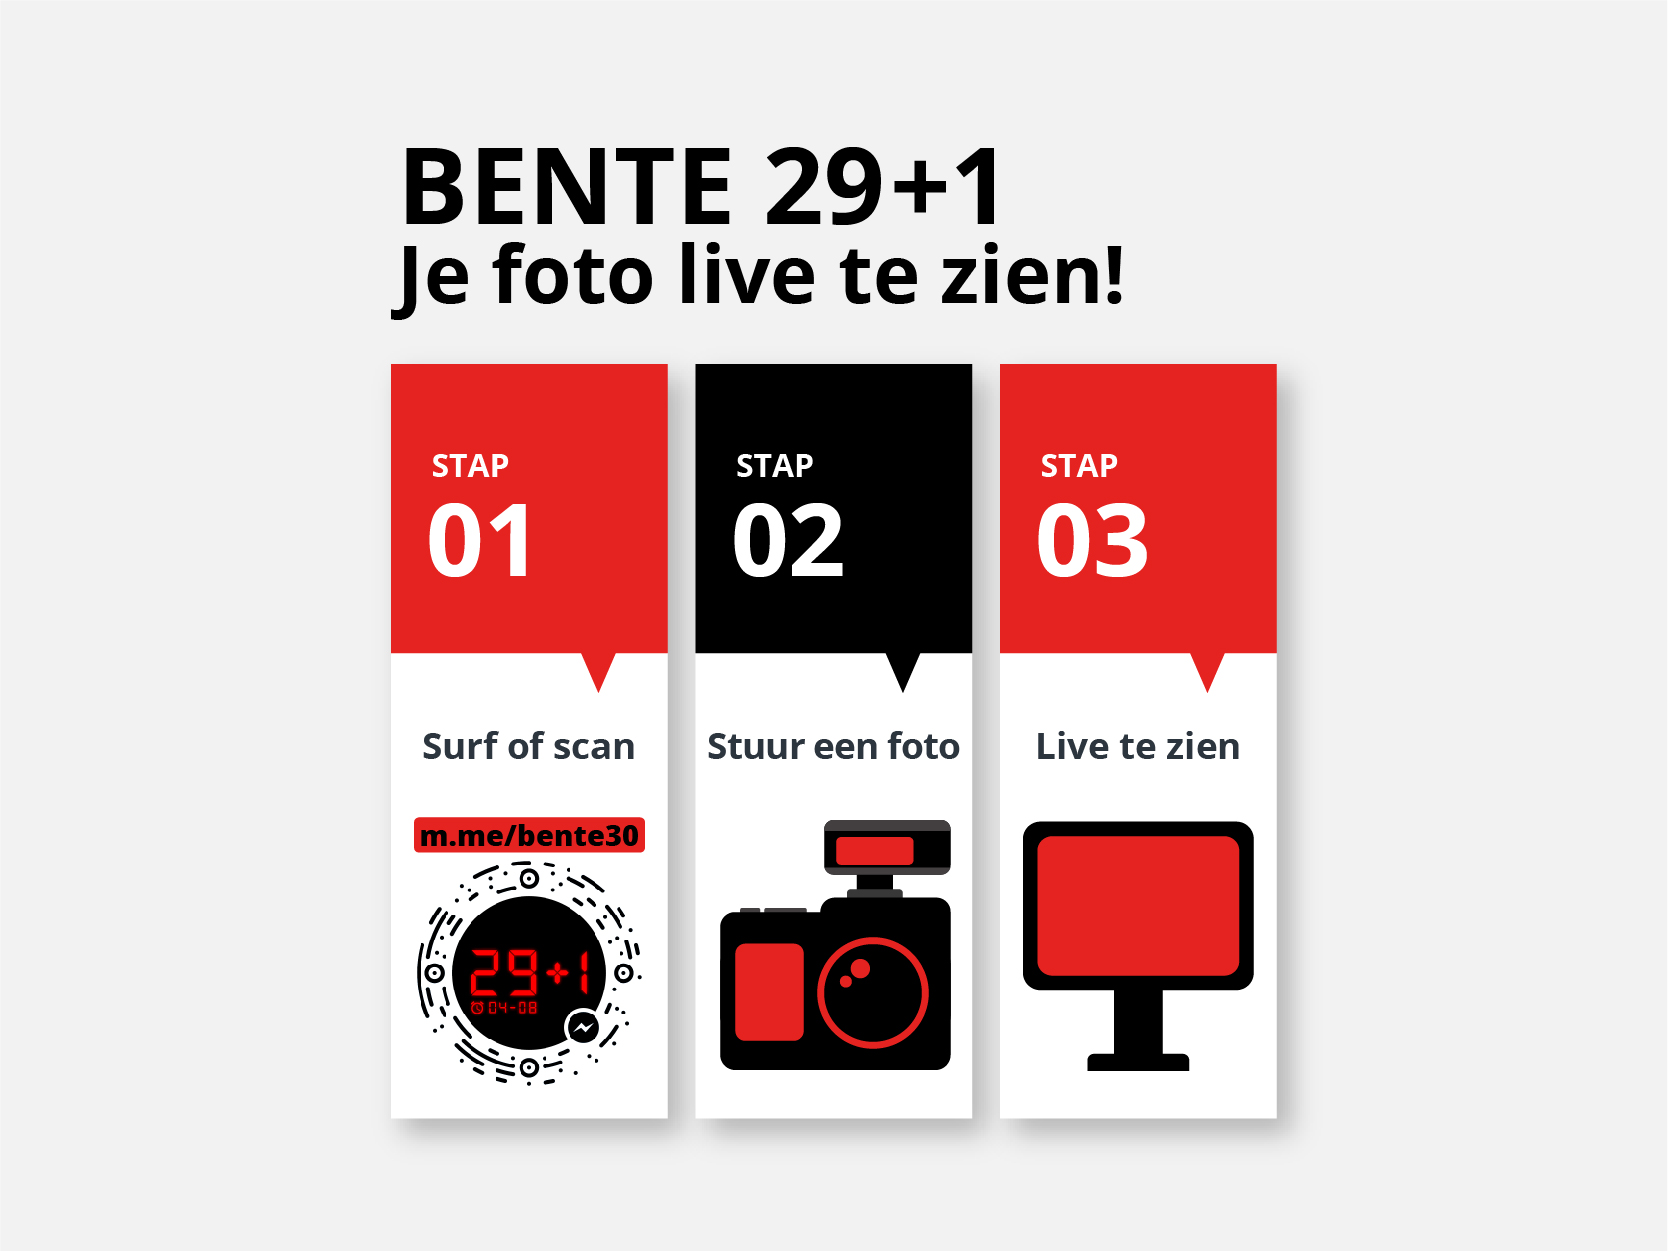 BENTE 29+1
Je foto live te zien!
STAP
01
Surf of scan
m.me/bente30
29+1
04-08
STAP
02
Stuur een foto
STAP
03
Live te zien